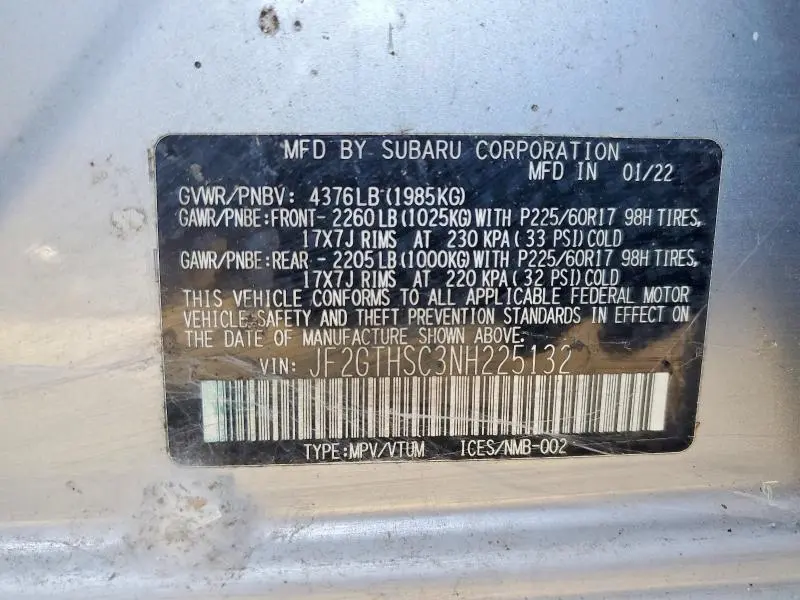 MFD BY SUBARU CORPORATION
MFD IN 01/22
GVWR/PNBV: 4376LB (1985KG)
GAWR/PNBE:FRONT- 2260LB(1025KG)WITH P225/60R17 98H TIRES,
17X7J RIMS AT 230 KPA( 33 PSI)COLD
GAWR/PNBE:REAR - 2205LB(1000KG)WITH P225/60R17 98H TIRES,
17X7J RIMS AT 220 KPA( 32 PSI)COLD
THIS VEHICLE CONFORMS TO ALL APPLICABLE FEDERAL MOTOR
VEHICLE SAFETY AND THEFT PREVENTION STANDARDS IN EFFECT ON
THE DATE OF MANUFACTURE SHOWN ABOVE.
VIN: JF2GTHSC3NH225132
TYPE:MPV/VTUM ICES/NMB-002